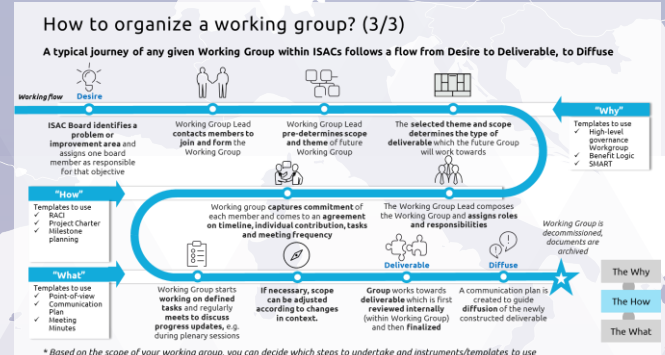 How to organize a working group? (3/3)
A typical journey of any given Working Group within ISACs follows a flow from Desire to Deliverable, to Diffuse
Working flow
Desire
ISAC Board identifies a
problem or
improvement area and
assigns one board
member as responsible
for that objective
Working Group Lead
contacts members to
join and form the
Working Group
Working Group Lead
pre-determines scope
and theme of future
Working Group
The selected theme and scope
determines the type of
deliverable which the future Group
will work towards
"Why"
Templates to use
✓ High-level
governance
Workgroup
✓ Benefit Logic
✓ SMART
"How"
Templates to use
✓ RACI
✓ Project Charter
✓ Milestone
planning
Working group captures commitment of
each member and comes to an agreement
on timeline, individual contribution, tasks
and meeting frequency
The Working Group Lead composes
the Working Group and assigns roles
and responsibilities
Working Group is
decommissioned,
documents are
archived
"What"
Templates to use
✓ Point-of-view
✓ Communication
Plan
✓ Meeting
Minutes
Working Group starts
working on defined
tasks and regularly
meets to discuss
progress updates, e.g.
during plenary sessions
If necessary, scope
can be adjusted
according to changes
in context.
Deliverable
Group works towards
deliverable which is first
reviewed internally
(within Working Group)
and then finalized
Diffuse
A communication plan is
created to guide
diffusion of the newly
constructed deliverable
The Why
The How
The What
* Based on the scope of your working group, you can decide which steps to undertake and instruments/templates to use